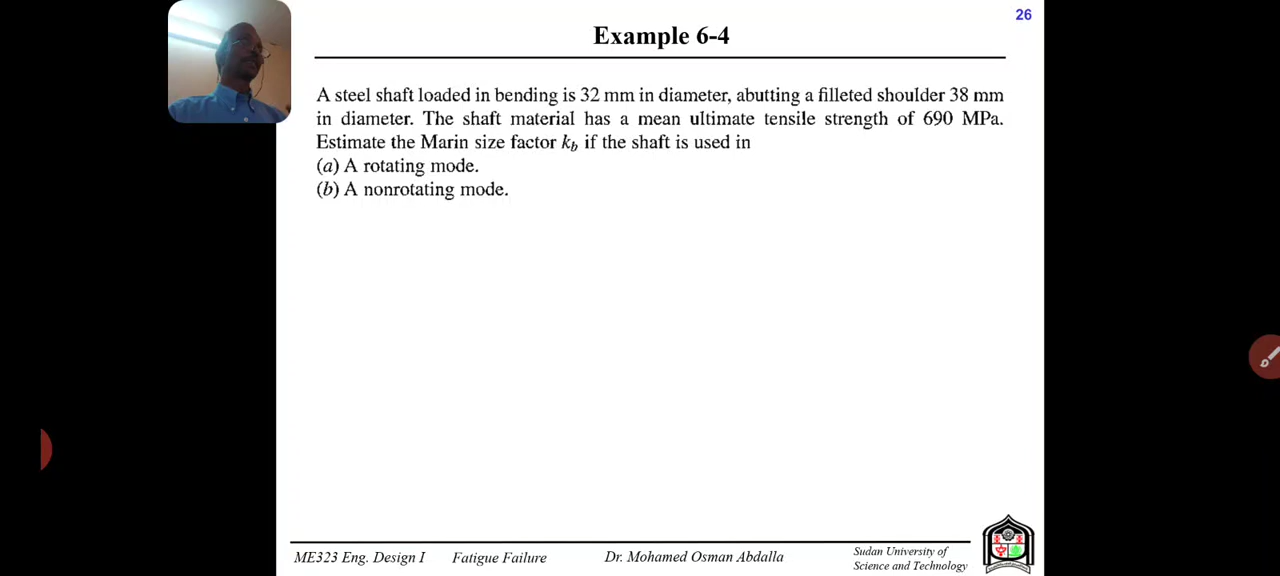 26
Example 6-4
A steel shaft loaded in bending is 32 mm in diameter, abutting a filleted shoulder 38 mm
in diameter. The shaft material has a mean ultimate tensile strength of 690 MPa.
Estimate the Marin size factor k_b if the shaft is used in
(a) A rotating mode.
(b) A nonrotating mode.
ME323 Eng. Design I Fatigue Failure Dr. Mohamed Osman Abdalla Sudan University of
Science and Technology